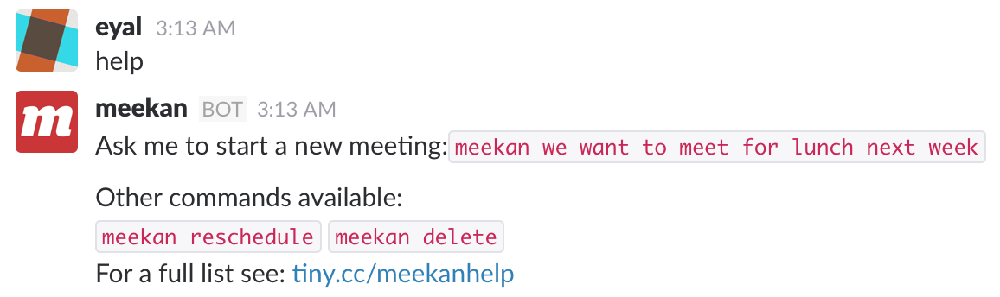 eyal 3:13 AM
help
m
meekan BOT 3:13 AM
Ask me to start a new meeting: meekan we want to meet for lunch next week
Other commands available:
meekan reschedule meekan delete
For a full list see: tiny.cc/meekanhelp